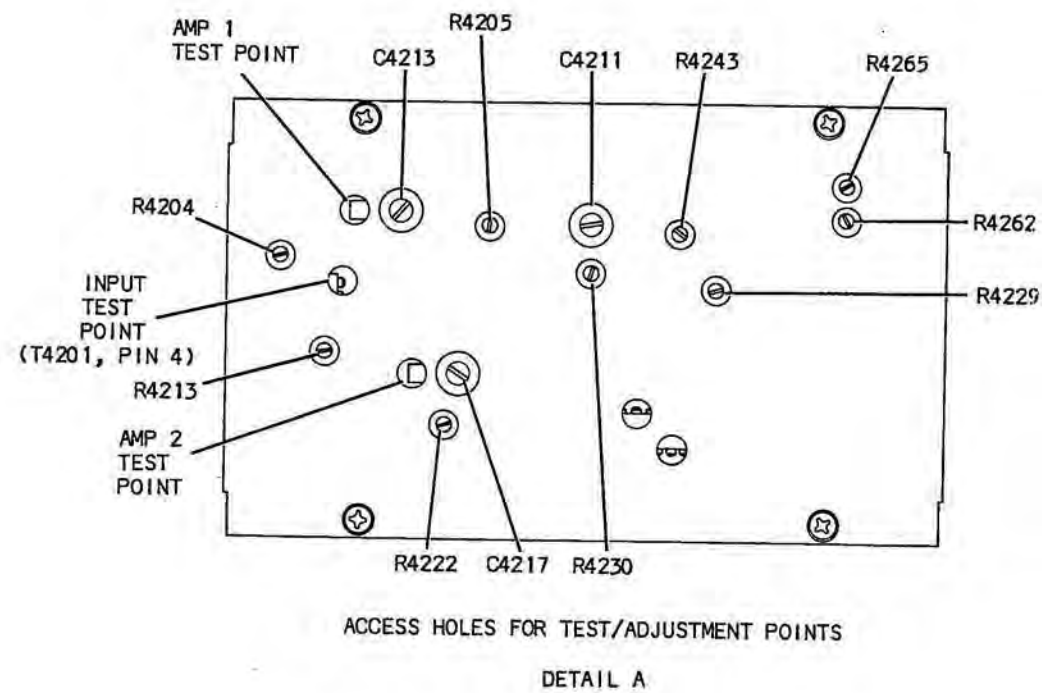 AMP 1
TEST POINT
C4213
R4205
C4211
R4243
R4265
R4204
R4262
INPUT
TEST
POINT
(T4201, PIN 4)
R4229
R4213
AMP 2
TEST
POINT
R4222
C4217
R4230
ACCESS HOLES FOR TEST/ADJUSTMENT POINTS
DETAIL A